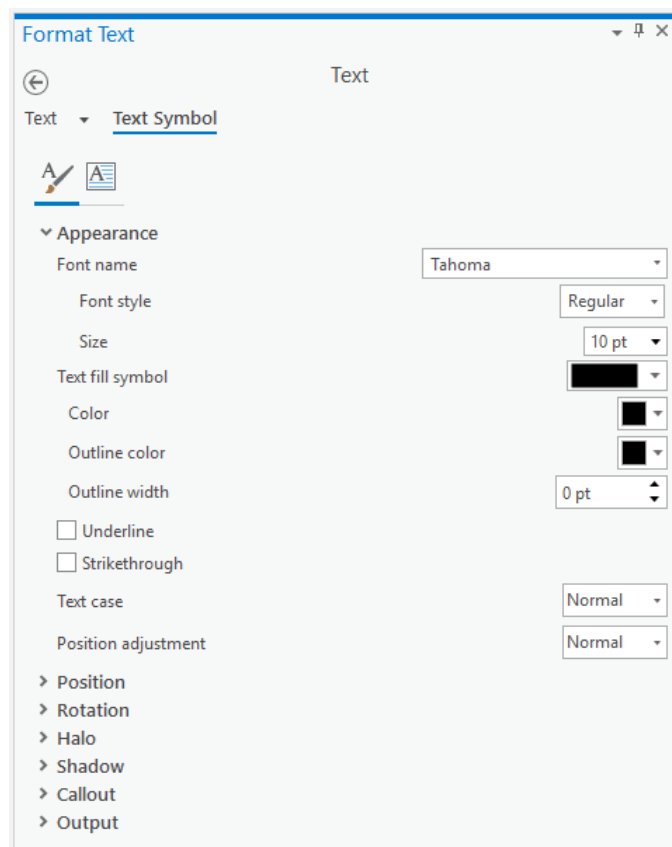 Format Text
Text
Text Text Symbol
A A
Appearance
Font name Tahoma
Font style Regular
Size 10 pt
Text fill symbol
Color
Outline color
Outline width 0 pt
Underline
Strikethrough
Text case Normal
Position adjustment Normal
Position
Rotation
Halo
Shadow
Callout
Output